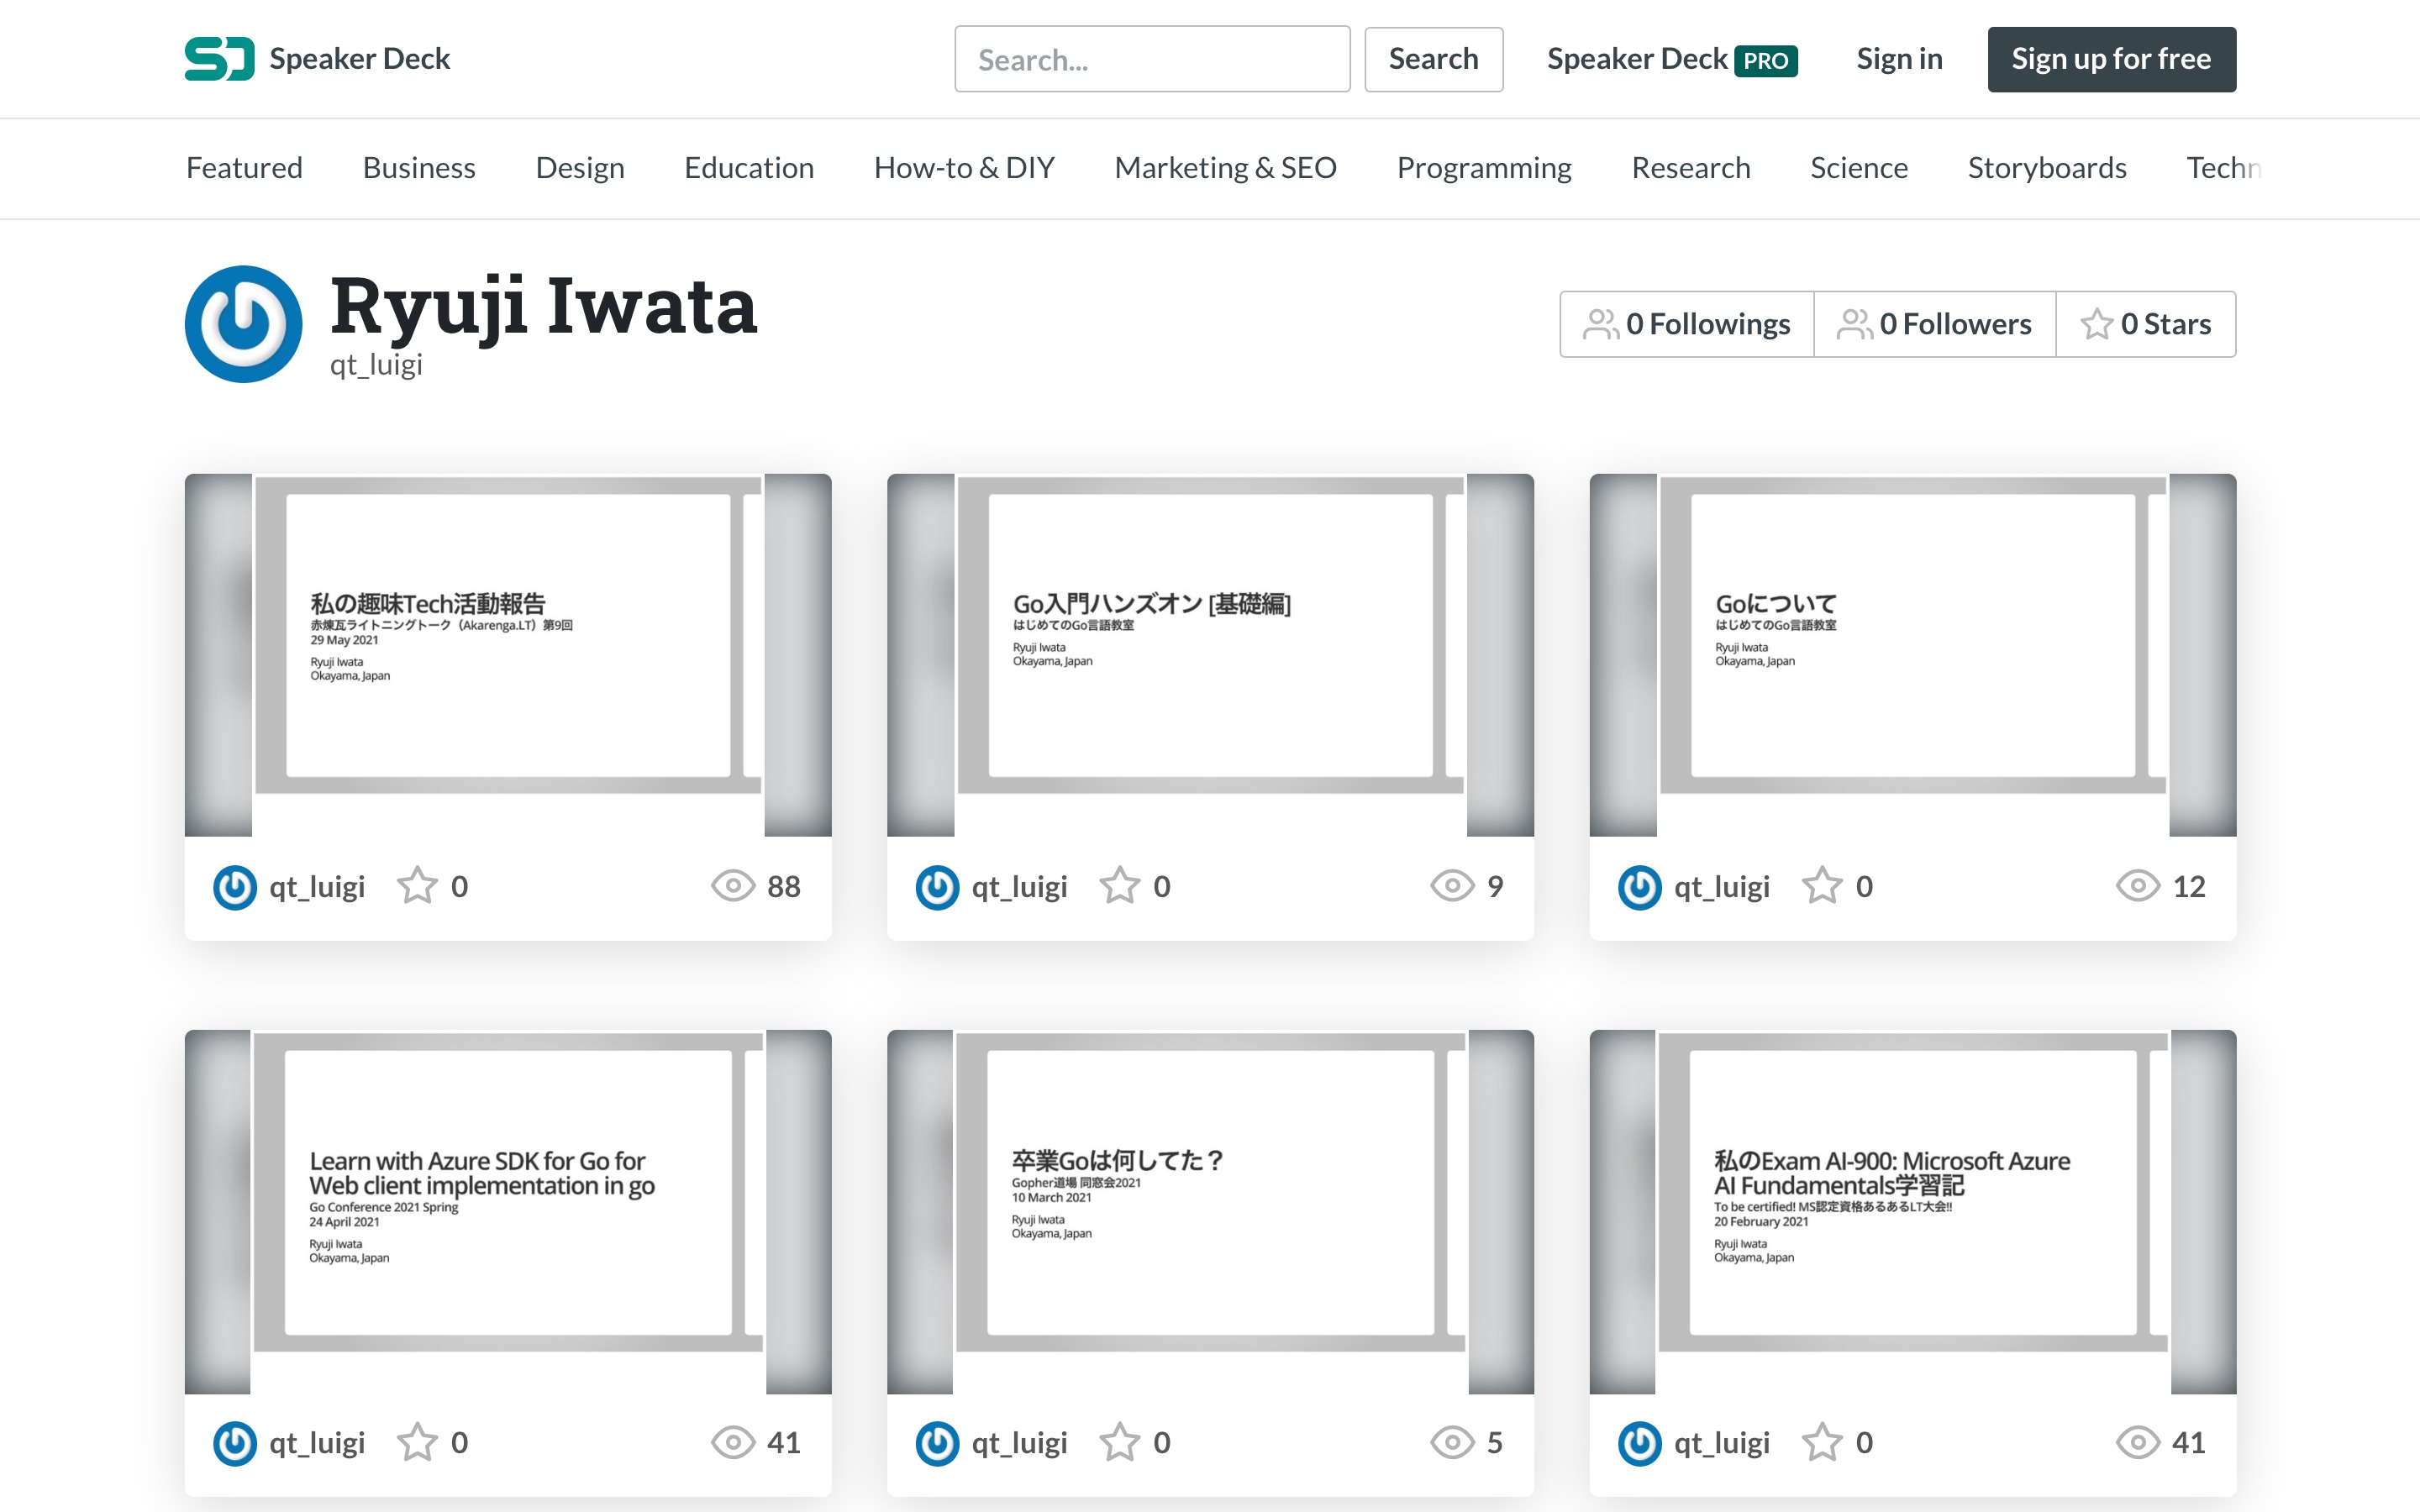 Speaker Deck
Search...
Search
Speaker Deck PRO
Sign in
Sign up for free
Featured
Business
Design
Education
How-to & DIY
Marketing & SEO
Programming
Research
Science
Storyboards
Techn
Ryuji Iwata
qt_luigi
0 Followings
0 Followers
0 Stars
私の趣味Tech活動報告
赤煉瓦ライトニングトーク（Akarenga.LT）第9回
29 May 2021
Ryuji Iwata
Okayama, Japan
qt_luigi
0
88
Go入門ハンズオン [基礎編]
はじめてのGo言語教室
Ryuji Iwata
Okayama, Japan
qt_luigi
0
9
Goについて
はじめてのGo言語教室
Ryuji Iwata
Okayama, Japan
qt_luigi
0
12
Learn with Azure SDK for Go for
Web client implementation in go
Go Conference 2021 Spring
24 April 2021
Ryuji Iwata
Okayama, Japan
qt_luigi
0
41
卒業Goは何してた？
Gopher道場 同窓会2021
10 March 2021
Ryuji Iwata
Okayama, Japan
qt_luigi
0
5
私のExam AI-900: Microsoft Azure
AI Fundamentals学習記
To be certified! MS認定資格あるあるLT大会!!
20 February 2021
Ryuji Iwata
Okayama, Japan
qt_luigi
0
41